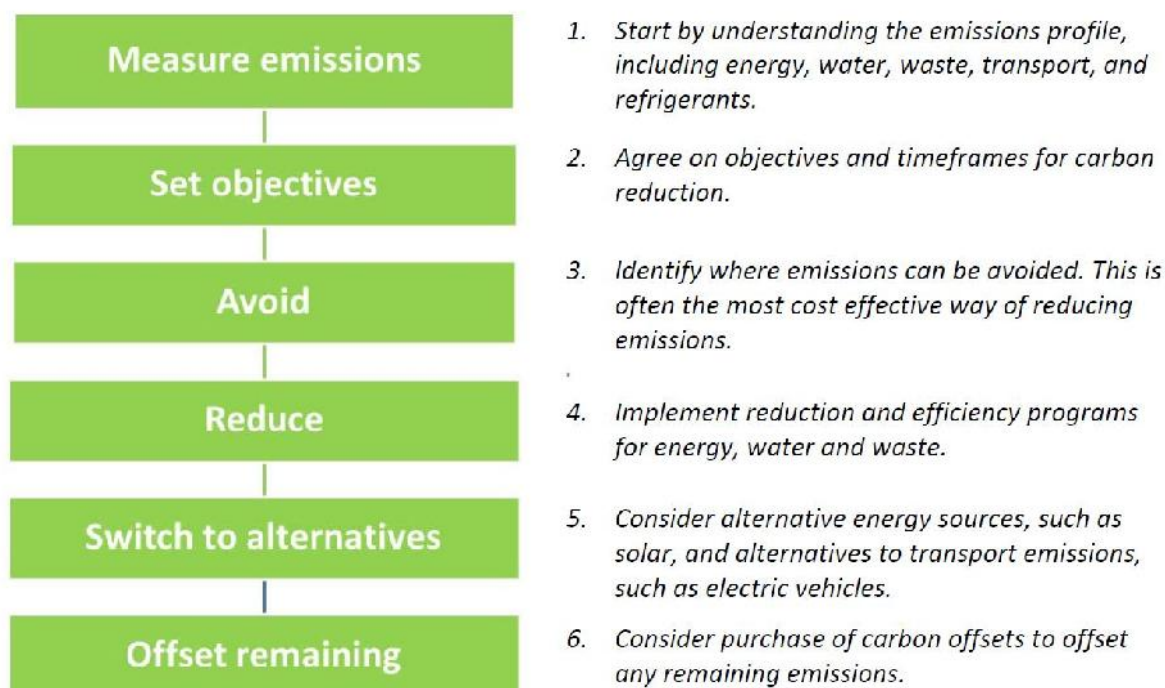 Measure emissions
1. Start by understanding the emissions profile,
including energy, water, waste, transport, and
refrigerants.
Set objectives
2. Agree on objectives and timeframes for carbon
reduction.
Avoid
3. Identify where emissions can be avoided. This is
often the most cost effective way of reducing
emissions.
Reduce
4. Implement reduction and efficiency programs
for energy, water and waste.
Switch to alternatives
5. Consider alternative energy sources, such as
solar, and alternatives to transport emissions,
such as electric vehicles.
Offset remaining
6. Consider purchase of carbon offsets to offset
any remaining emissions.